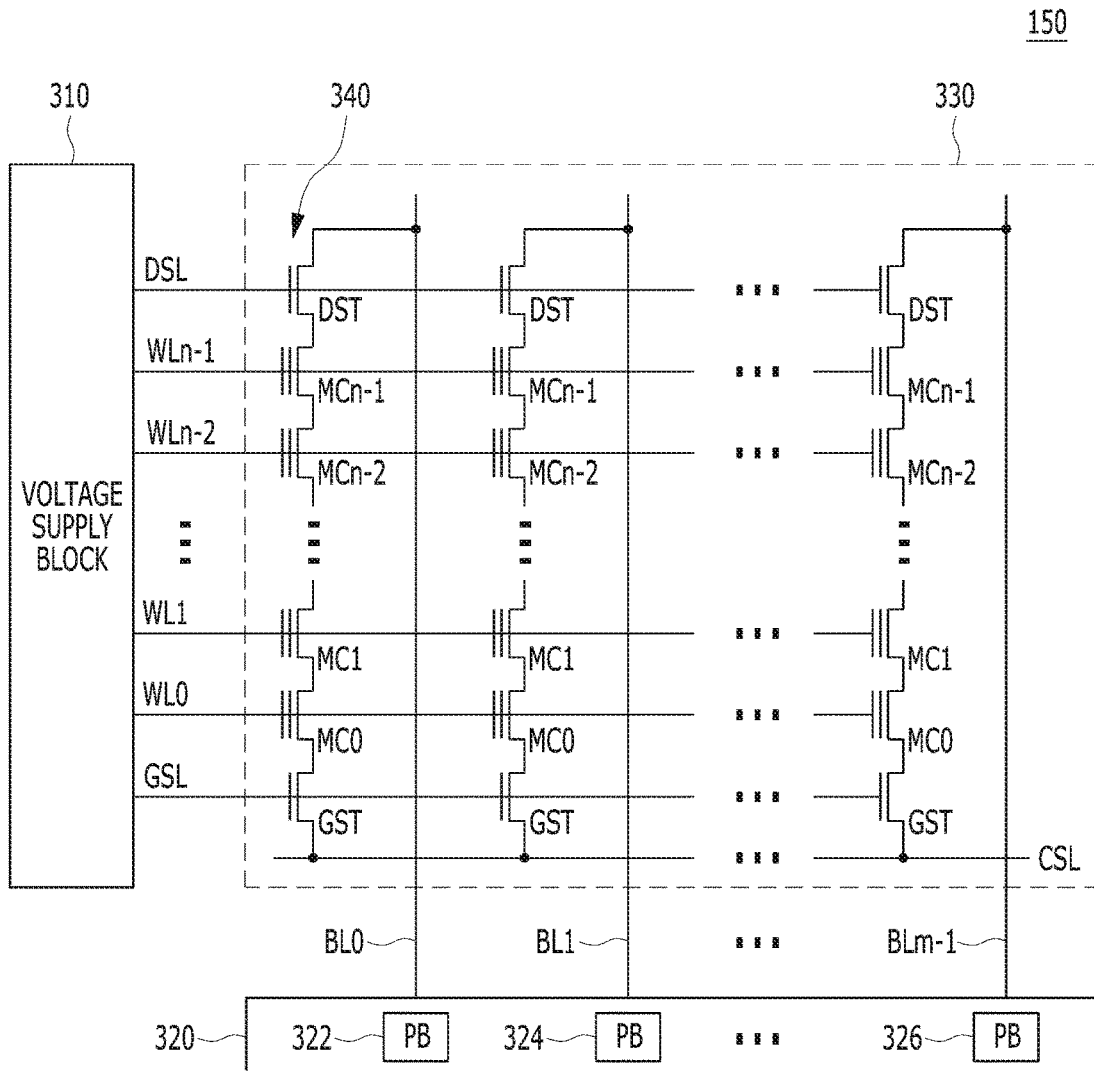 150
310
340
330
DSL
DST
DST
DST
WLn-1
MCn-1
MCn-1
MCn-1
WLn-2
MCn-2
MCn-2
MCn-2
VOLTAGE
SUPPLY
BLOCK
WL1
MC1
MC1
MC1
WL0
MC0
MC0
MC0
GSL
GST
GST
GST
CSL
BL0
BL1
BLm-1
320
322
PB
324
PB
326
PB